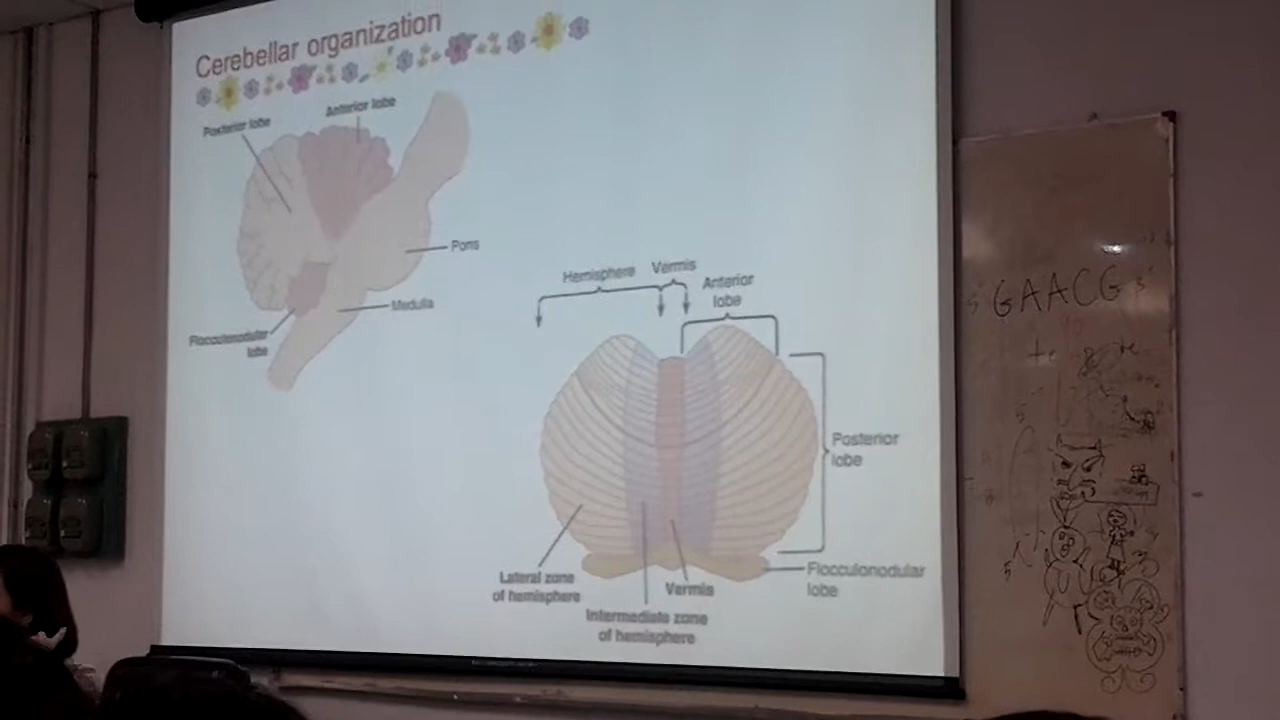 Cerebellar organization
Posterior lobe
Anterior lobe
Pons
Medulla
Flocculonodular
lobe
Hemisphere
Vermis
Anterior
lobe
Posterior
lobe
Flocculonodular
lobe
Lateral zone
of hemisphere
Vermis
Intermediate zone
of hemisphere
GAACG